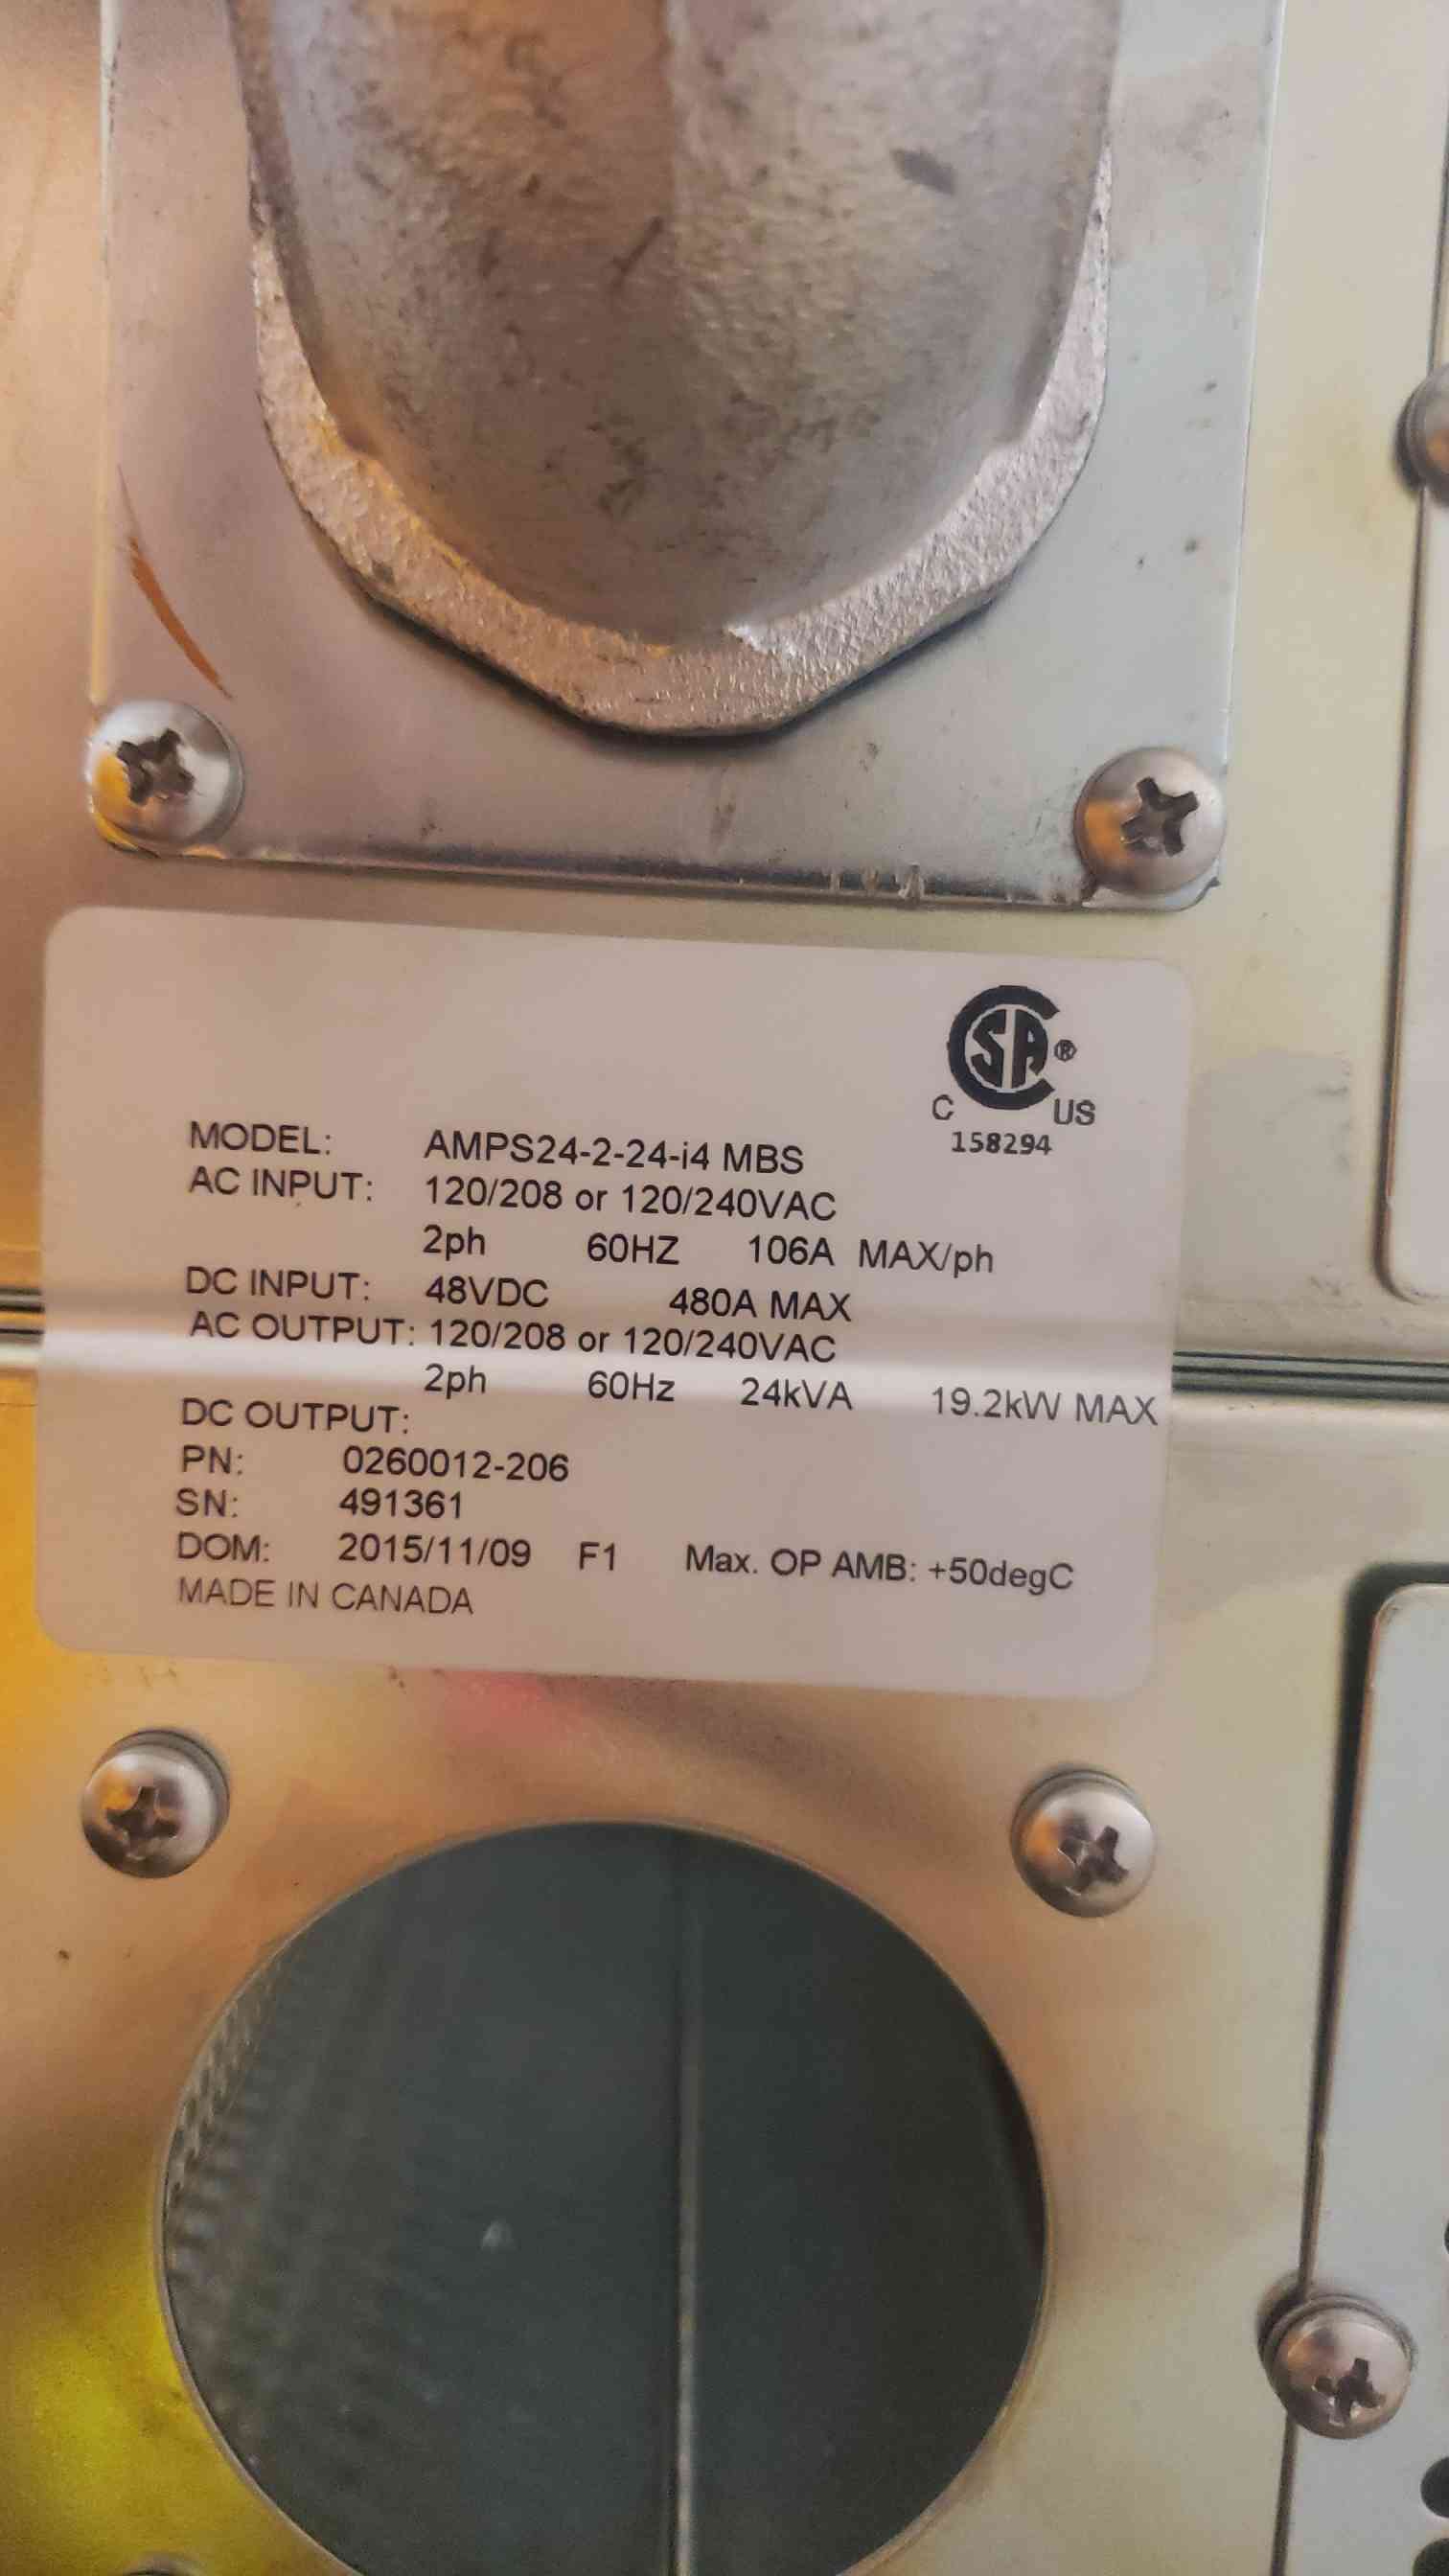 CSA®
C US
158294
MODEL: AMPS24-2-24-i4 MBS
AC INPUT: 120/208 or 120/240VAC
2ph 60HZ 106A MAX/ph
DC INPUT: 48VDC 480A MAX
AC OUTPUT: 120/208 or 120/240VAC
2ph 60Hz 24kVA 19.2kW MAX
DC OUTPUT:
PN: 0260012-206
SN: 491361
DOM: 2015/11/09 F1 Max. OP AMB: +50degC
MADE IN CANADA